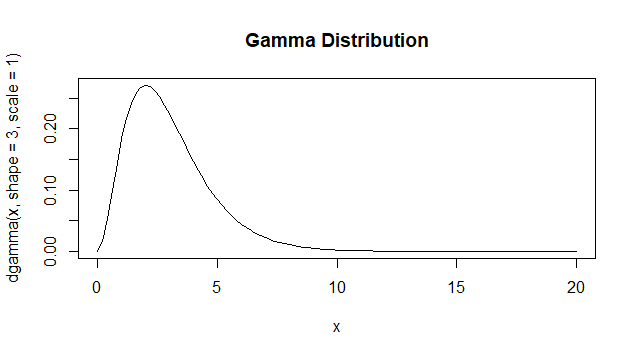 Gamma Distribution
dgamma(x, shape = 3, scale = 1)
0.20
0.10
0.00
0 5 10 15 20
x